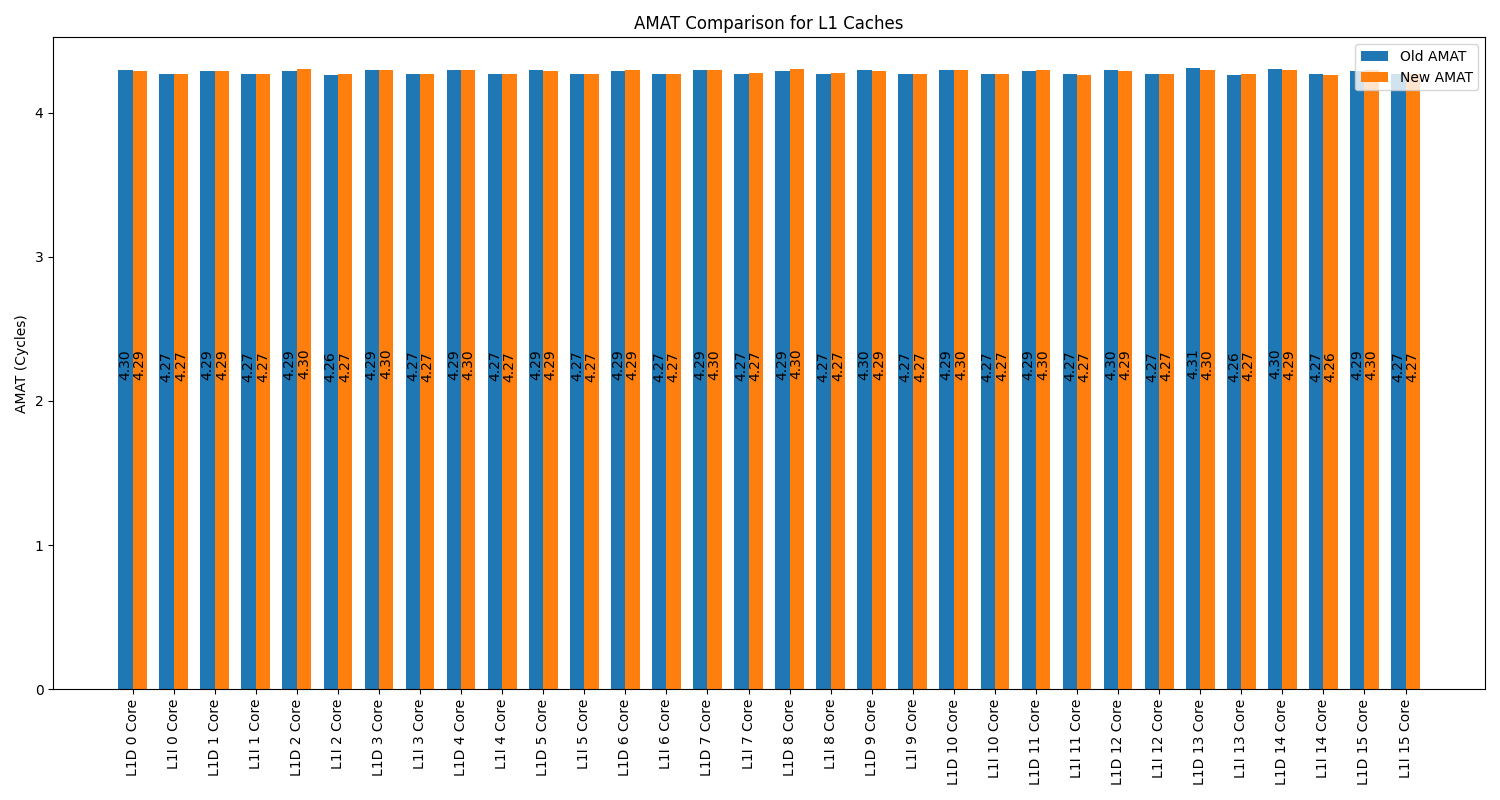 AMAT Comparison for L1 Caches
Old AMAT
New AMAT
AMAT (Cycles)
4
3
2
1
0
4.30
4.29
4.27
4.27
4.29
4.29
4.27
4.27
4.29
4.30
4.26
4.27
4.29
4.30
4.27
4.27
4.29
4.30
4.27
4.27
4.29
4.29
4.27
4.27
4.29
4.29
4.27
4.27
4.29
4.30
4.27
4.27
4.29
4.30
4.27
4.27
4.30
4.29
4.27
4.27
4.29
4.30
4.27
4.27
4.29
4.30
4.27
4.27
4.30
4.29
4.27
4.27
4.31
4.30
4.26
4.27
4.30
4.29
4.27
4.26
4.29
4.30
4.27
4.27
L1D 0 Core
L1I 0 Core
L1D 1 Core
L1I 1 Core
L1D 2 Core
L1I 2 Core
L1D 3 Core
L1I 3 Core
L1D 4 Core
L1I 4 Core
L1D 5 Core
L1I 5 Core
L1D 6 Core
L1I 6 Core
L1D 7 Core
L1I 7 Core
L1D 8 Core
L1I 8 Core
L1D 9 Core
L1I 9 Core
L1D 10 Core
L1I 10 Core
L1D 11 Core
L1I 11 Core
L1D 12 Core
L1I 12 Core
L1D 13 Core
L1I 13 Core
L1D 14 Core
L1I 14 Core
L1D 15 Core
L1I 15 Core